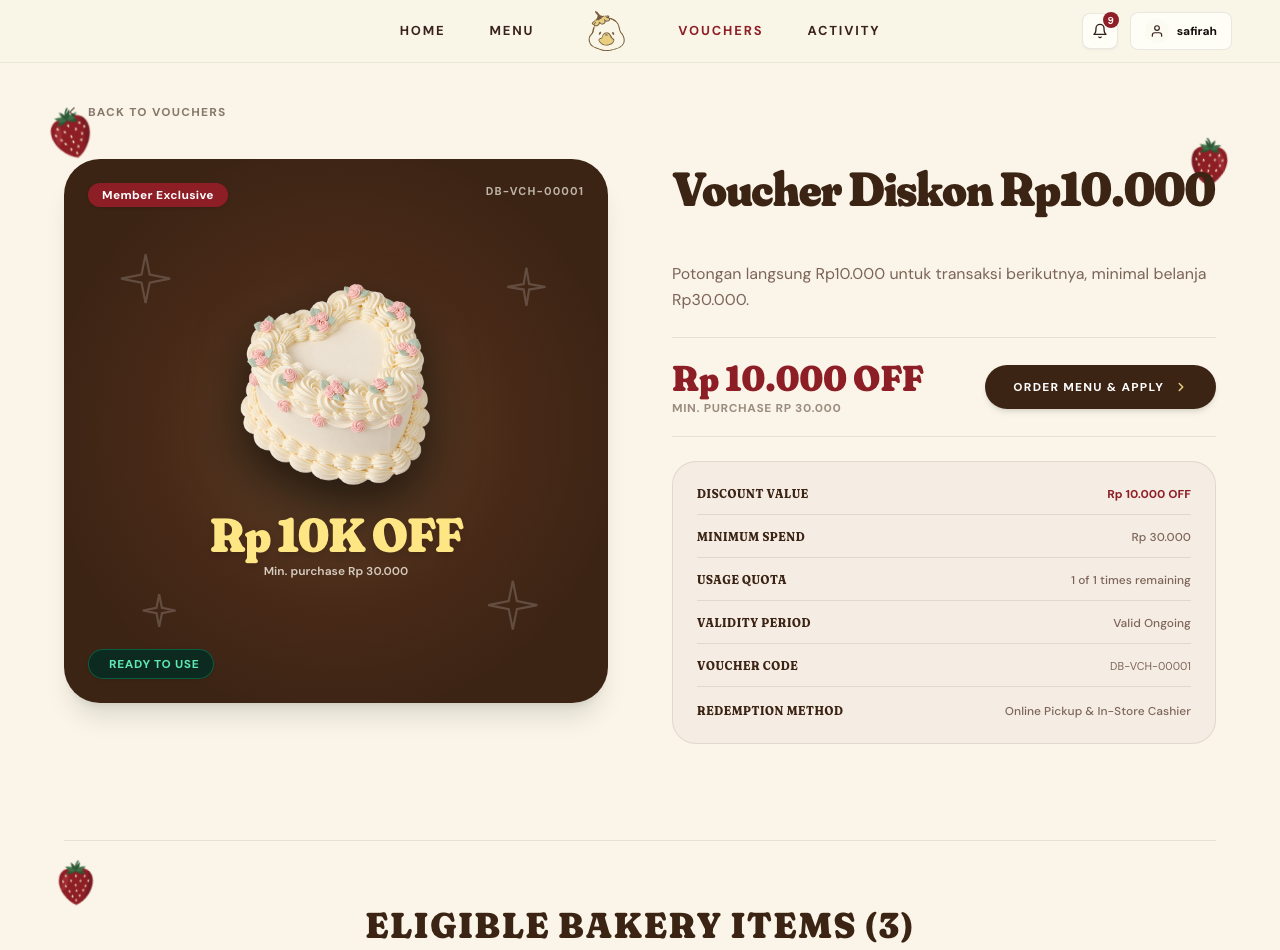 HOME
MENU
VOUCHERS
ACTIVITY
9
safirah
BACK TO VOUCHERS
Member Exclusive
DB-VCH-00001
Rp 10K OFF
Min. purchase Rp 30.000
READY TO USE
Voucher Diskon Rp10.000
Potongan langsung Rp10.000 untuk transaksi berikutnya, minimal belanja
Rp30.000.
Rp 10.000 OFF
MIN. PURCHASE RP 30.000
ORDER MENU & APPLY
DISCOUNT VALUE Rp 10.000 OFF
MINIMUM SPEND Rp 30.000
USAGE QUOTA 1 of 1 times remaining
VALIDITY PERIOD Valid Ongoing
VOUCHER CODE DB-VCH-00001
REDEMPTION METHOD Online Pickup & In-Store Cashier
ELIGIBLE BAKERY ITEMS (3)